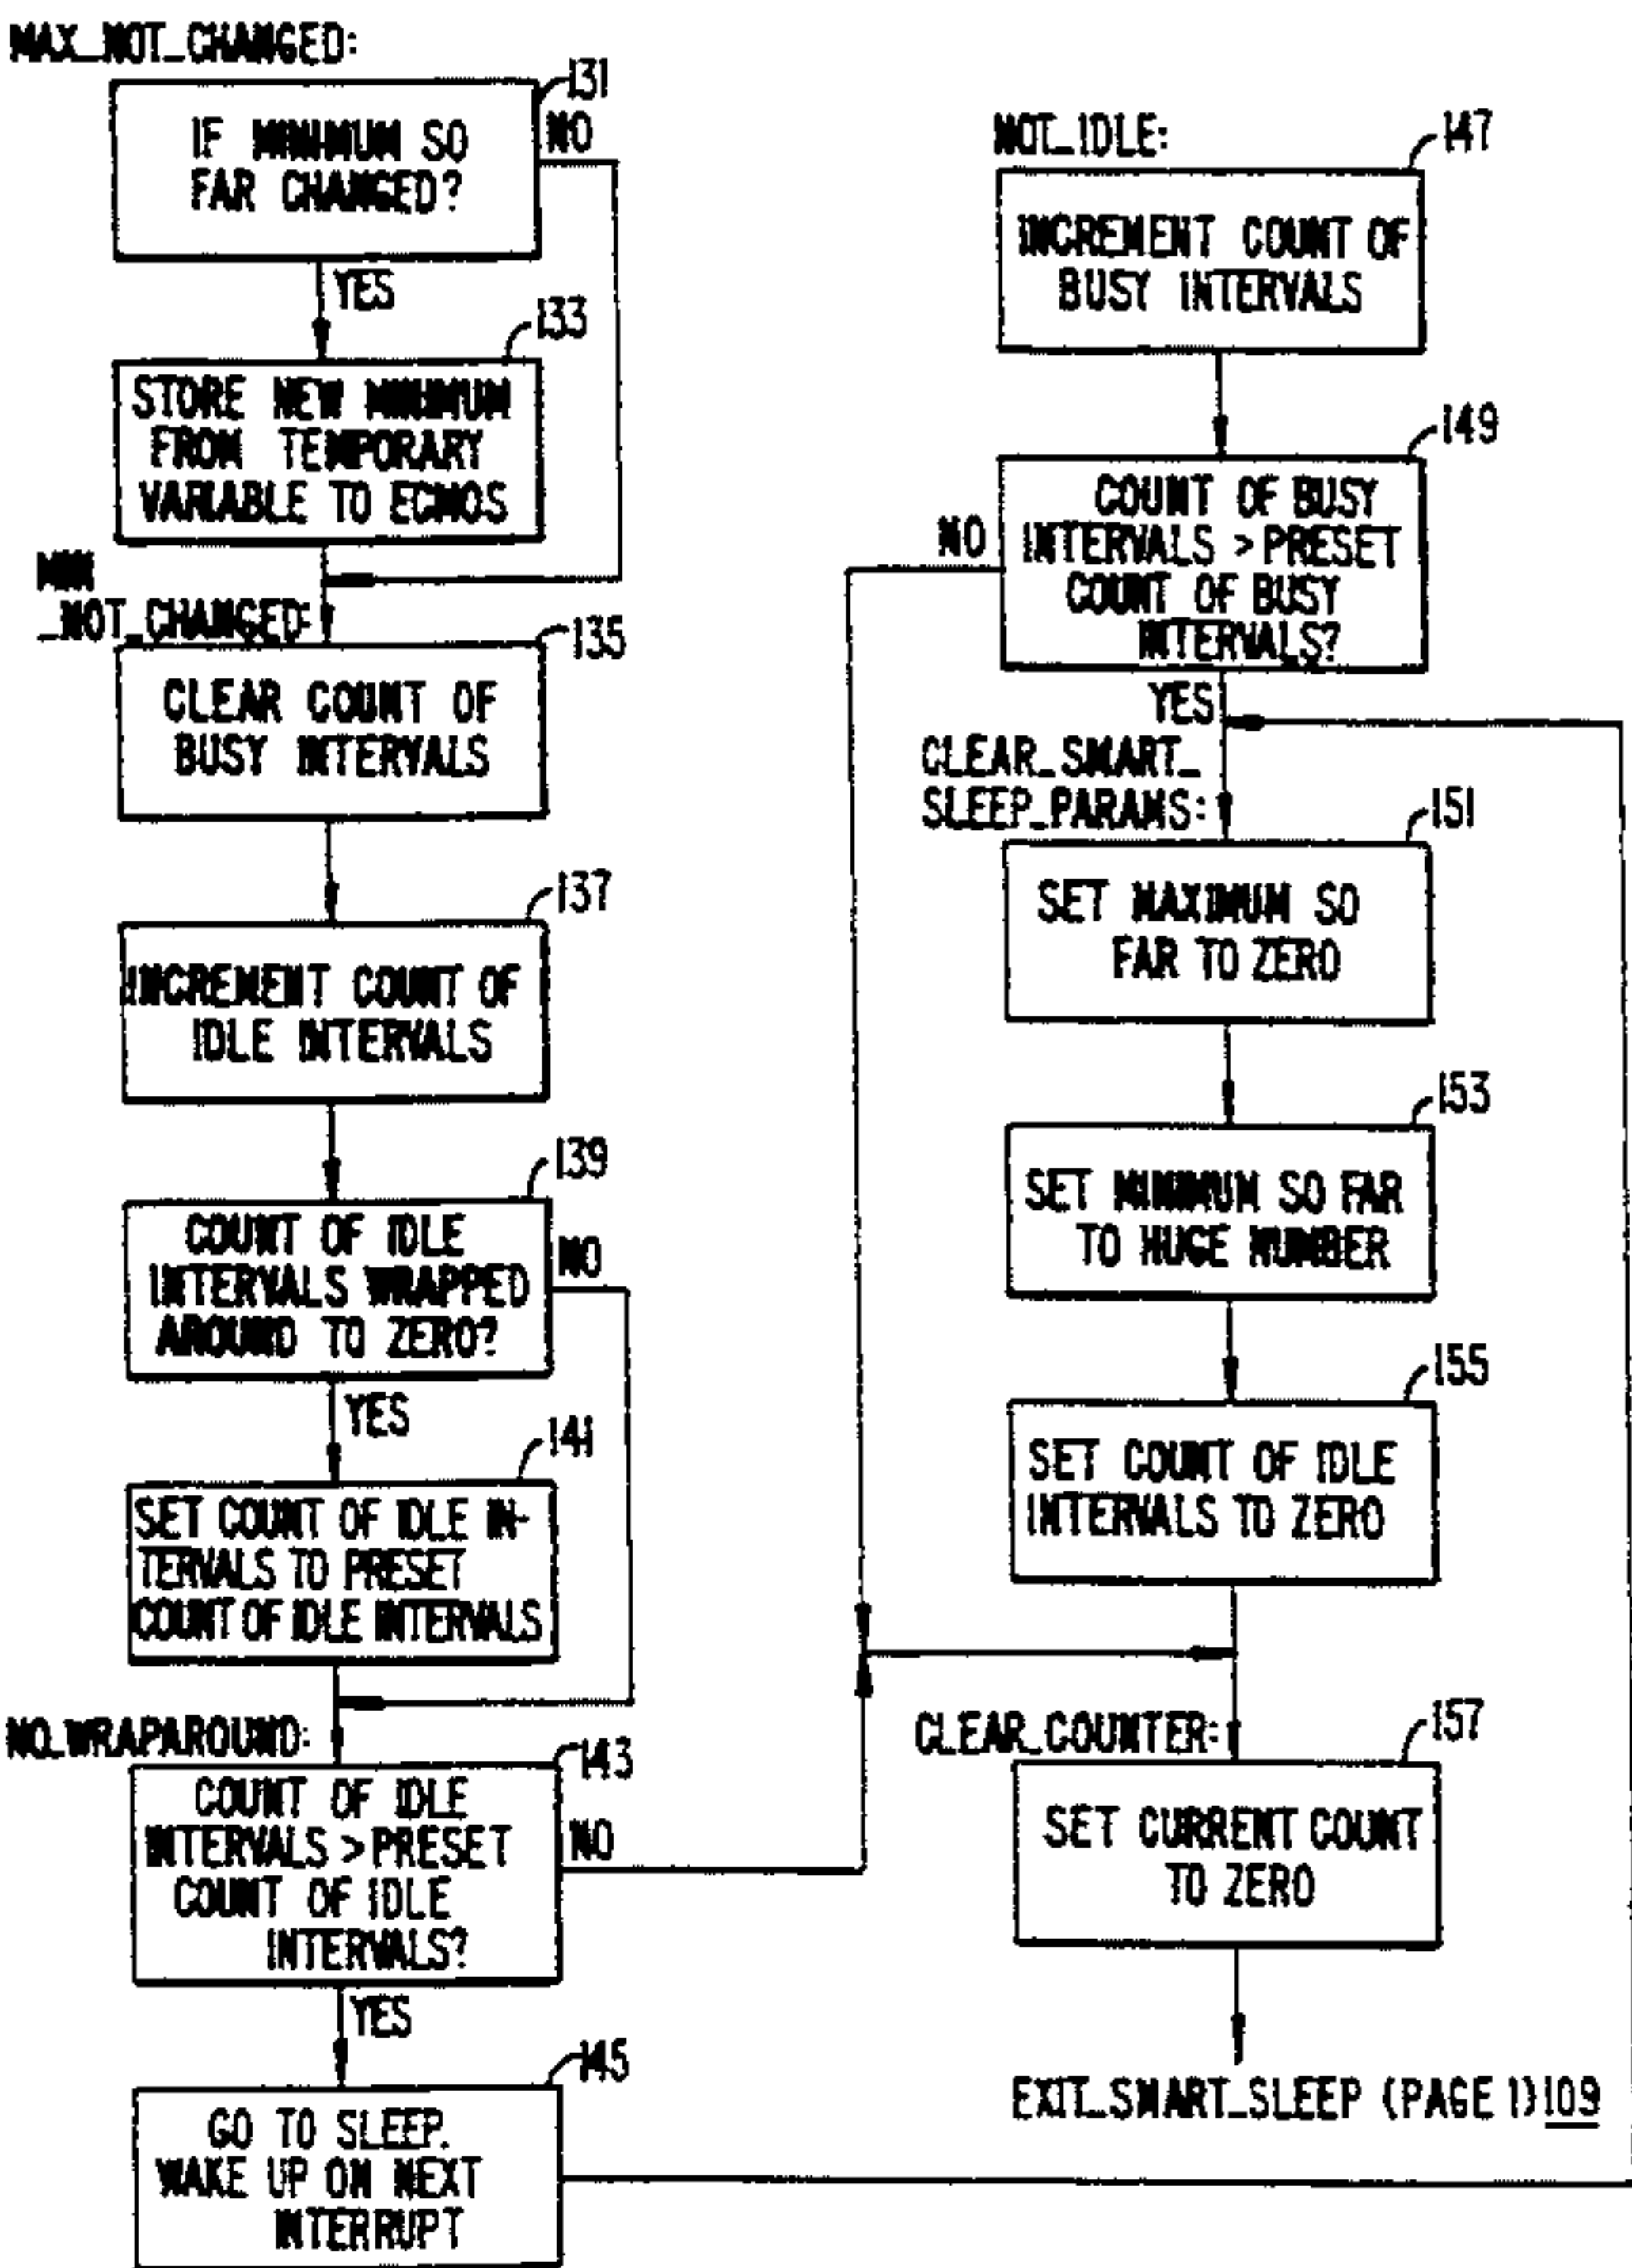 MAX_NOT_CHANGED:
131
IF MINIMUM SO
FAR CHANGED?
NO
YES
133
STORE NEW MINIMUM
FROM TEMPORARY
VARIABLE TO ECMOS
MIN
_NOT_CHANGED:
135
CLEAR COUNT OF
BUSY INTERVALS
137
INCREMENT COUNT OF
IDLE INTERVALS
139
COUNT OF IDLE
INTERVALS WRAPPED
AROUND TO ZERO?
NO
YES
141
SET COUNT OF IDLE IN-
TERVALS TO PRESET
COUNT OF IDLE INTERVALS
NO_WRAPAROUND:
143
COUNT OF IDLE
INTERVALS > PRESET
COUNT OF IDLE
INTERVALS?
NO
YES
145
GO TO SLEEP.
WAKE UP ON NEXT
INTERRUPT
NOT_IDLE:
147
INCREMENT COUNT OF
BUSY INTERVALS
149
COUNT OF BUSY
INTERVALS > PRESET
COUNT OF BUSY
INTERVALS?
NO
YES
CLEAR_SMART_
SLEEP_PARAMS:
151
SET MAXIMUM SO
FAR TO ZERO
153
SET MINIMUM SO FAR
TO HUGE NUMBER
155
SET COUNT OF IDLE
INTERVALS TO ZERO
CLEAR_COUNTER:
157
SET CURRENT COUNT
TO ZERO
EXIT_SMART_SLEEP (PAGE 1) 109